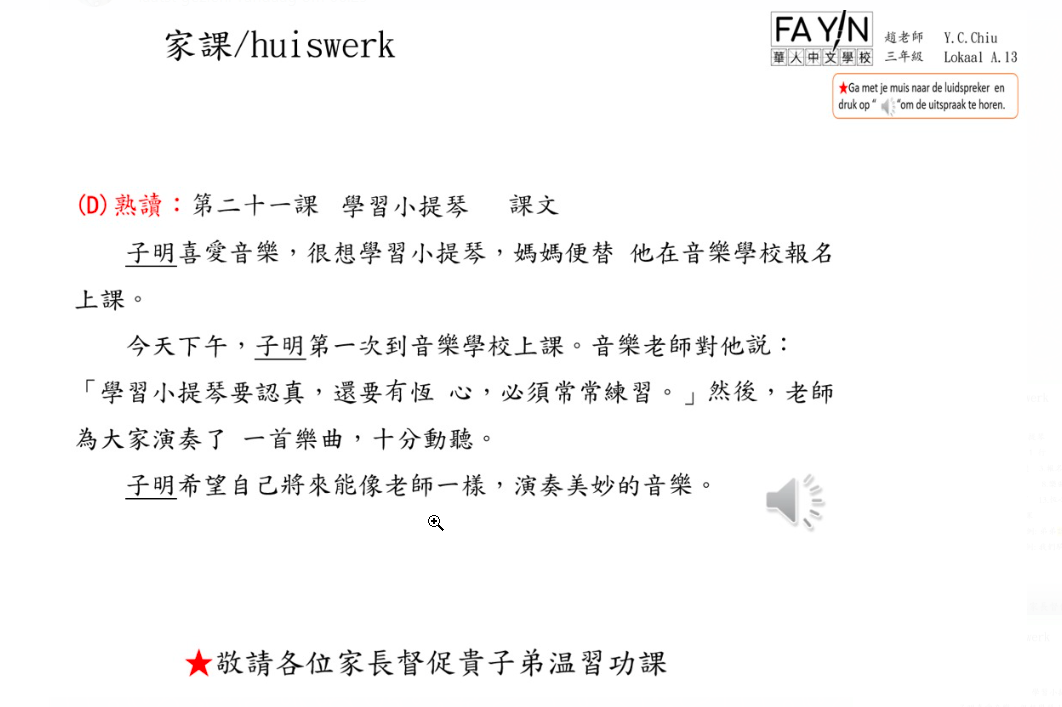 家課/huiswerk
FAYIN
華人中文學校
趙老師 Y.C.Chiu
三年級 Lokaal A.13
★Ga met je muis naar de luidspreker en
druk op “ “om de uitspraak te horen.
(D)熟讀：第二十一課 學習小提琴 課文
子明喜愛音樂，很想學習小提琴，媽媽便替 他在音樂學校報名
上課。
今天下午，子明第一次到音樂學校上課。音樂老師對他説：
「學習小提琴要認真，還要有恆 心，必須常常練習。」然後，老師
為大家演奏了 一首樂曲，十分動聽。
子明希望自己將來能像老師一樣，演奏美妙的音樂。
★敬請各位家長督促貴子弟温習功課